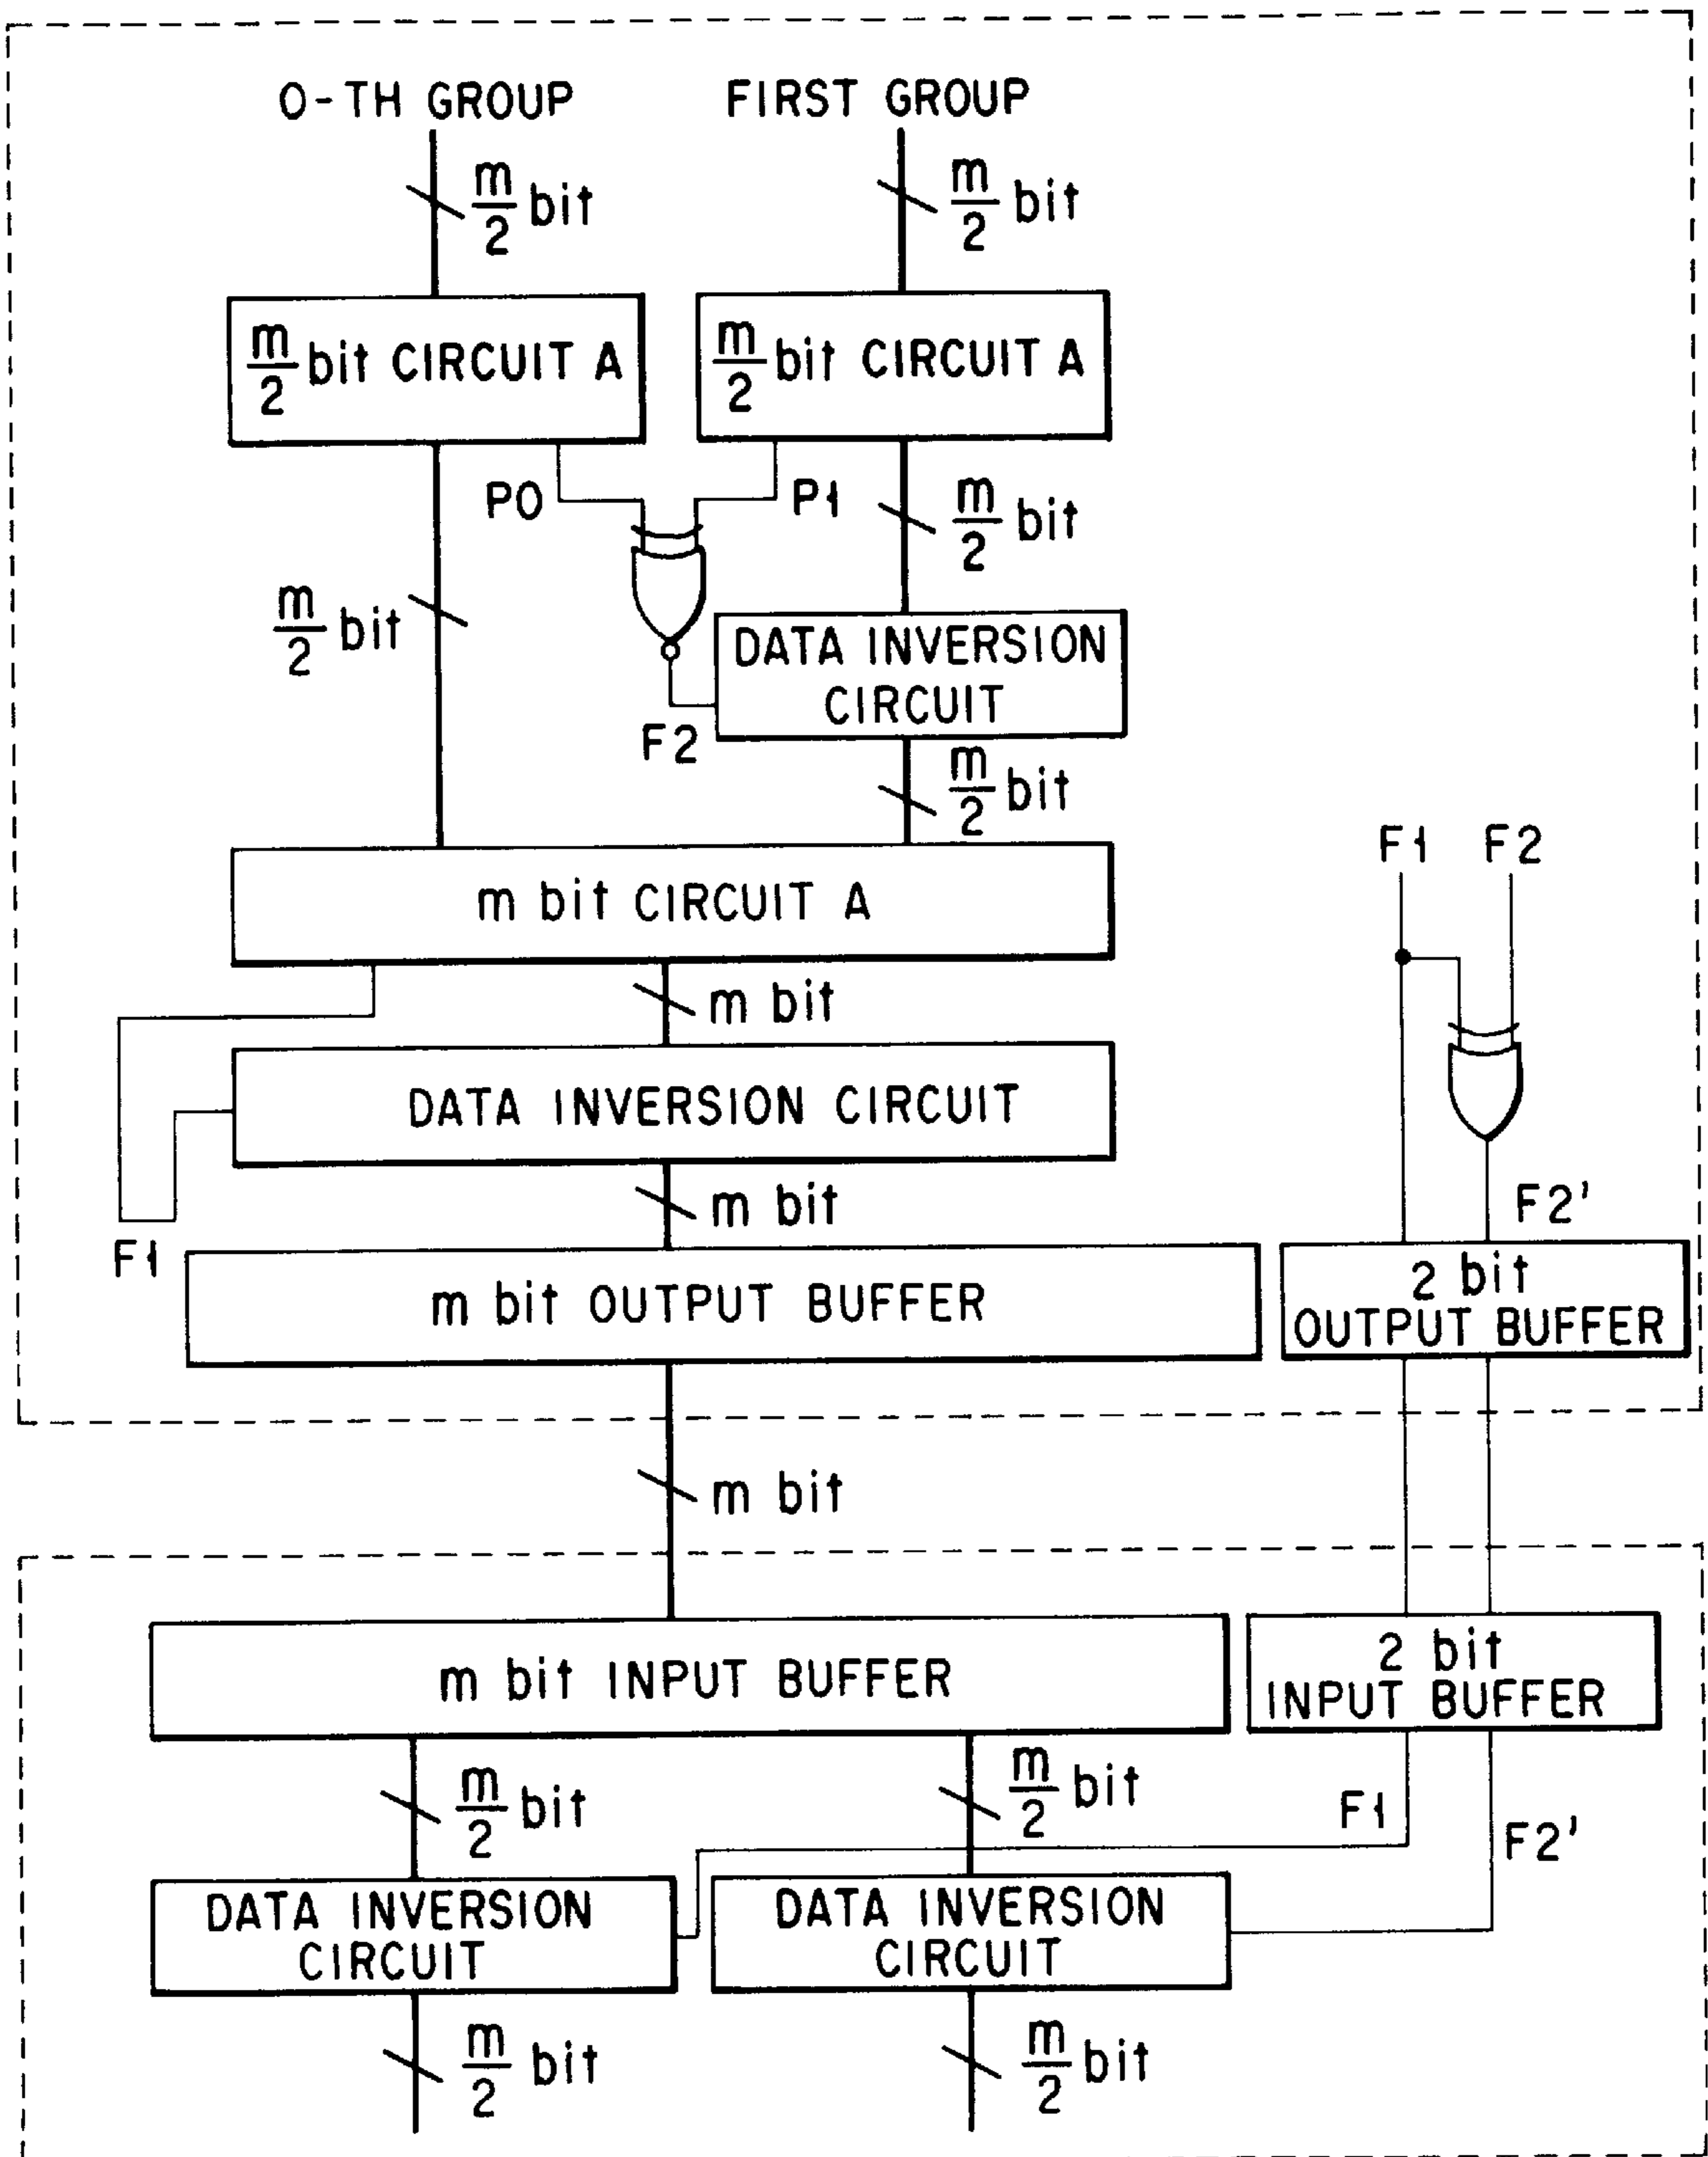 0-TH GROUP
FIRST GROUP
m/2 bit
m/2 bit
m/2 bit CIRCUIT A
m/2 bit CIRCUIT A
P0
P1
m/2 bit
m/2 bit
DATA INVERSION
CIRCUIT
F2
m/2 bit
F1
F2
m bit CIRCUIT A
m bit
DATA INVERSION CIRCUIT
m bit
F2'
F1
m bit OUTPUT BUFFER
2 bit
OUTPUT BUFFER
m bit
m bit INPUT BUFFER
2 bit
INPUT BUFFER
m/2 bit
m/2 bit
F1
F2'
DATA INVERSION
CIRCUIT
DATA INVERSION
CIRCUIT
m/2 bit
m/2 bit